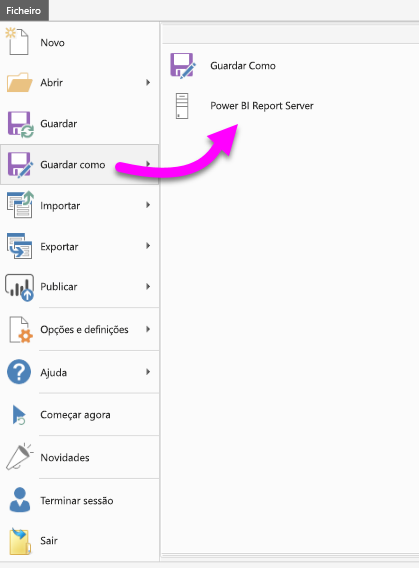 Ficheiro
Novo
Abrir
Guardar
Guardar como
Importar
Exportar
Publicar
Opções e definições
Ajuda
Começar agora
Novidades
Terminar sessão
Sair
Guardar Como
Power BI Report Server